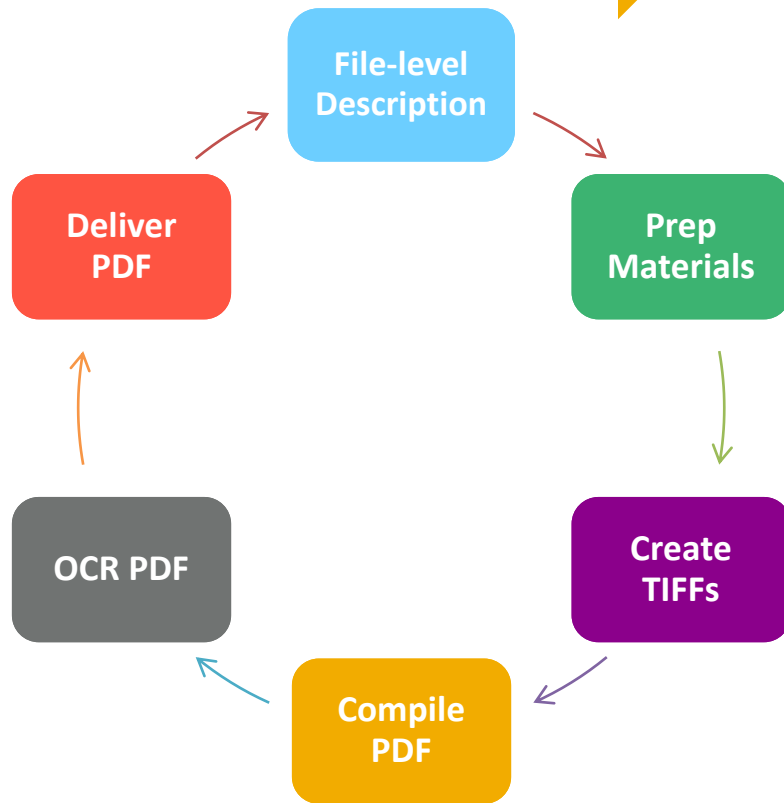 File-level
Description
Prep
Materials
Create
TIFFs
Compile
PDF
OCR PDF
Deliver
PDF